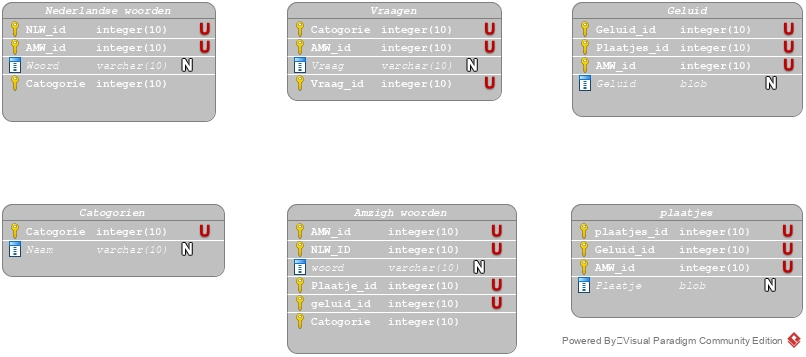 Nederlandse woorden
NLW_id integer(10) U
AMW_id integer(10) U
Woord varchar(10) N
Catogorie integer(10)
Vraagen
Catogorie integer(10) U
AMW_id integer(10) U
Vraag varchar(10) N
Vraag_id integer(10) U
Geluid
Geluid_id integer(10) U
Plaatjes_id integer(10) U
AMW_id integer(10) U
Geluid blob N
Catogorien
Catogorie integer(10) U
Naam varchar(10) N
Amzigh woorden
AMW_id integer(10) U
NLW_ID integer(10) U
woord varchar(10) N
Plaatje_id integer(10) U
geluid_id integer(10) U
Catogorie integer(10)
plaatjes
plaatjes_id integer(10) U
Geluid_id integer(10) U
AMW_id integer(10) U
Plaatje blob N
Powered By Visual Paradigm Community Edition